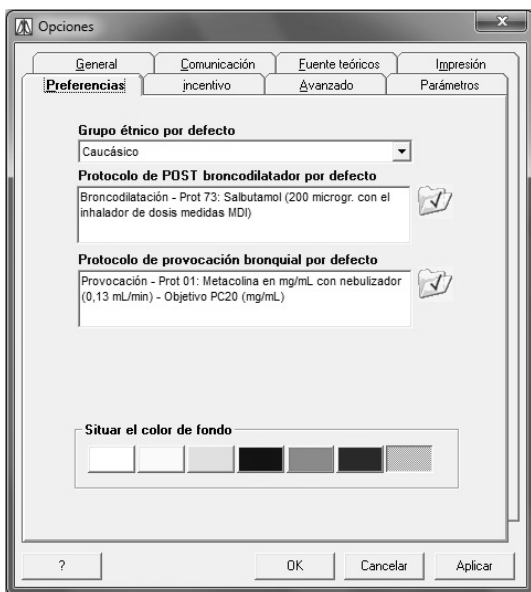 Opciones
General Comunicación Fuente teóricos Impresión
Preferencias incentivo Avanzado Parámetros
Grupo étnico por defecto
Caucásico
Protocolo de POST broncodilatador por defecto
Broncodilatación - Prot 73: Salbutamol (200 microgr. con el
inhalador de dosis medidas MDI)
Protocolo de provocación bronquial por defecto
Provocación - Prot 01: Metacolina en mg/mL con nebulizador
(0,13 mL/min) - Objetivo PC20 (mg/mL)
Situar el color de fondo
? OK Cancelar Aplicar